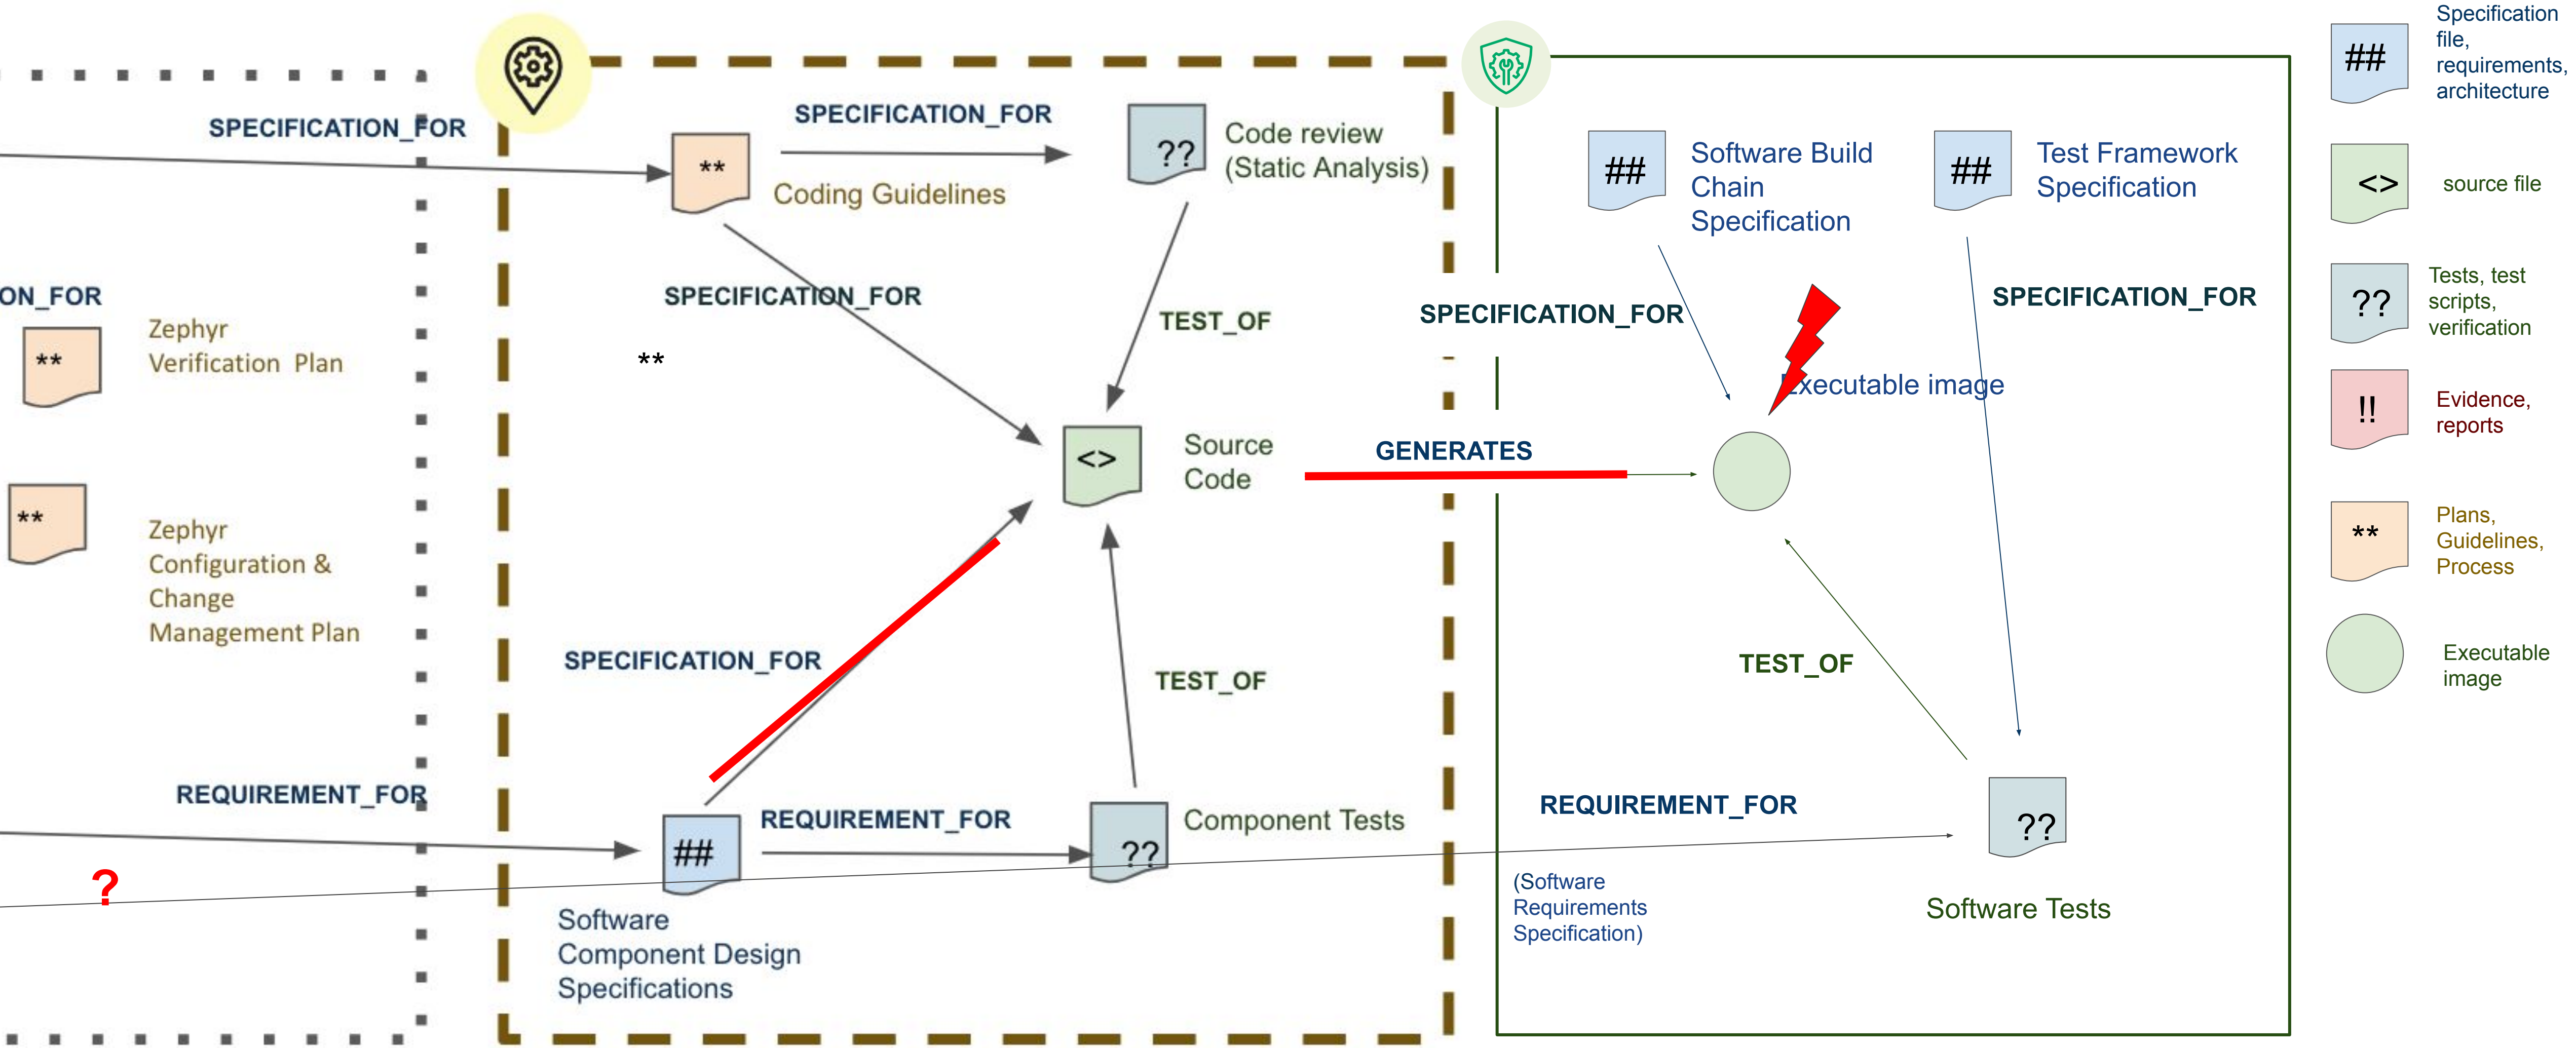 SPECIFICATION_FOR
**
ON_FOR
Zephyr
Verification Plan
**
Zephyr
Configuration &
Change
Management Plan
**
REQUIREMENT_FOR
?
SPECIFICATION_FOR
**
Coding Guidelines
??
Code review
(Static Analysis)
SPECIFICATION_FOR
**
TEST_OF
<>
Source
Code
GENERATES
SPECIFICATION_FOR
TEST_OF
##
REQUIREMENT_FOR
??
Component Tests
Software
Component Design
Specifications
##
Software Build
Chain
Specification
##
Test Framework
Specification
SPECIFICATION_FOR
SPECIFICATION_FOR
Executable image
TEST_OF
REQUIREMENT_FOR
(Software
Requirements
Specification)
??
Software Tests
##
Specification
file,
requirements,
architecture
<>
source file
??
Tests, test
scripts,
verification
!!
Evidence,
reports
**
Plans,
Guidelines,
Process
Executable
image